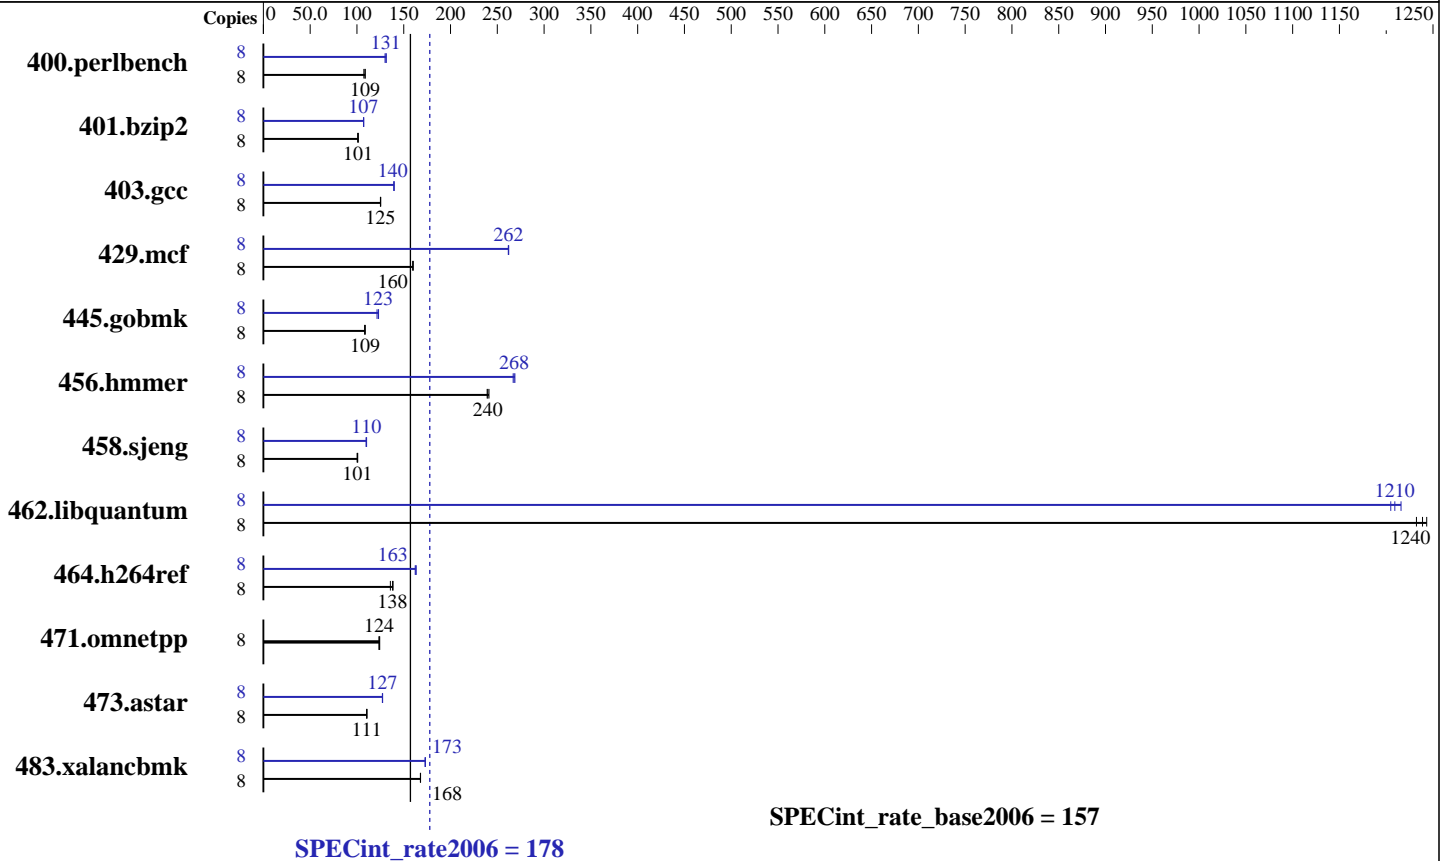 Copies 0 50.0 100 150 200 250 300 350 400 450 500 550 600 650 700 750 800 850 900 950 1000 1050 1100 1150 1250
400.perlbench 8 131
8 109
401.bzip2 8 107
8 101
403.gcc 8 140
8 125
429.mcf 8 262
8 160
445.gobmk 8 123
8 109
456.hmmer 8 268
8 240
458.sjeng 8 110
8 101
462.libquantum 8 1210
8 1240
464.h264ref 8 163
8 138
471.omnetpp 8 124
473.astar 8 127
8 111
483.xalancbmk 8 173
8 168
SPECint_rate_base2006 = 157
SPECint_rate2006 = 178